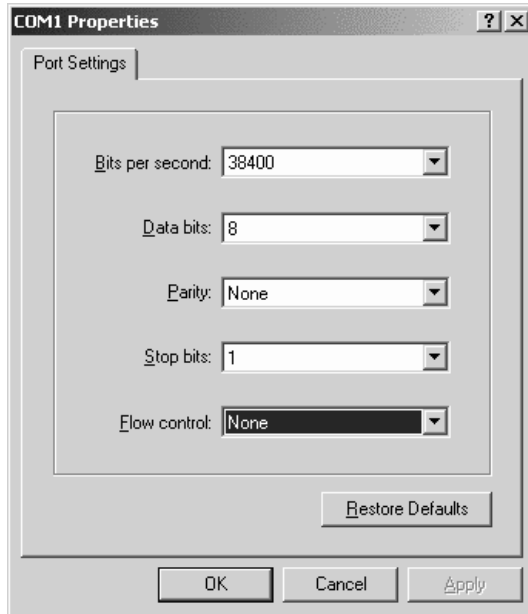 COM1 Properties
Port Settings
Bits per second: 38400
Data bits: 8
Parity: None
Stop bits: 1
Flow control: None
Restore Defaults
OK Cancel Apply